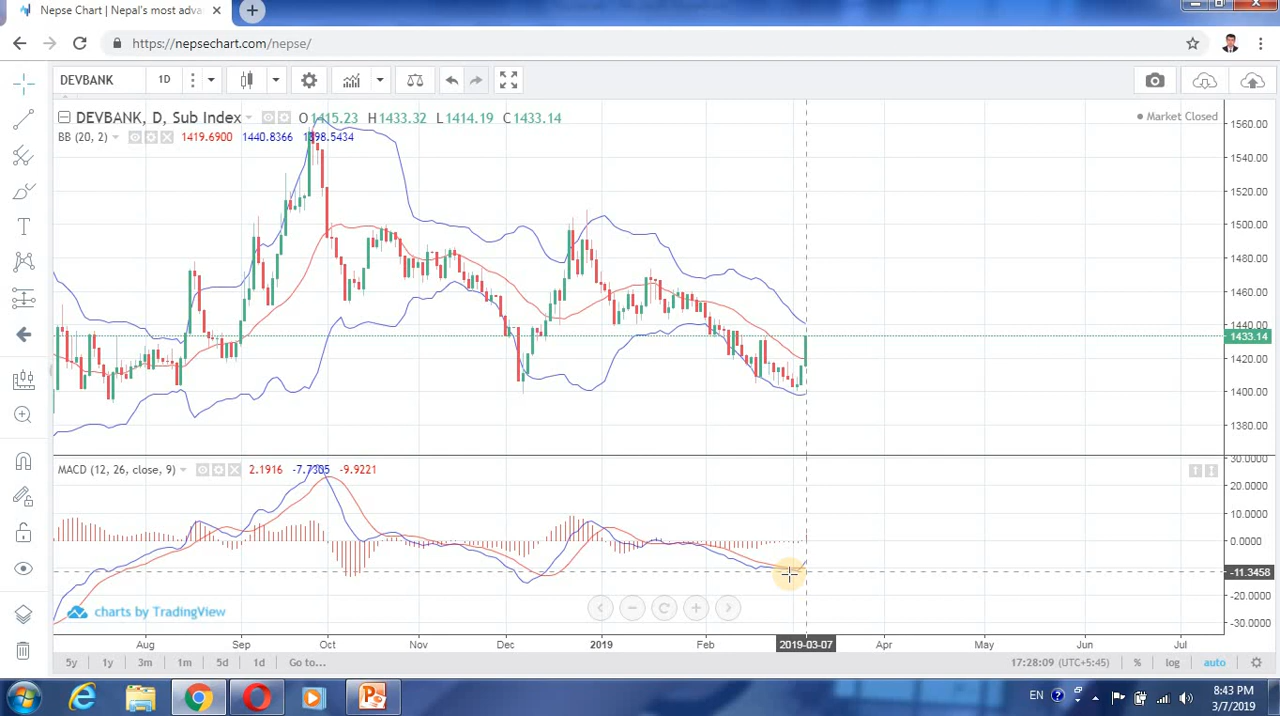 Nepse Chart | Nepal's most adva
https://nepsechart.com/nepse/
DEVBANK 1D
DEVBANK, D, Sub Index O1415.23 H1433.32 L1414.19 C1433.14
Market Closed
BB (20, 2) 1419.6900 1440.8366 1398.5434
1560.00
1540.00
1520.00
1500.00
1480.00
1460.00
1440.00
1433.14
1420.00
1400.00
1380.00
MACD (12, 26, close, 9) 2.1916 -7.7305 -9.9221
30.0000
20.0000
10.0000
0.0000
-11.3458
-20.0000
-30.0000
charts by TradingView
Aug Sep Oct Nov Dec 2019 Feb 2019-03-07 Apr May Jun Jul
5y 1y 3m 1m 5d 1d Go to... 17:28:09 (UTC+5:45) % log auto
EN 8:43 PM
3/7/2019